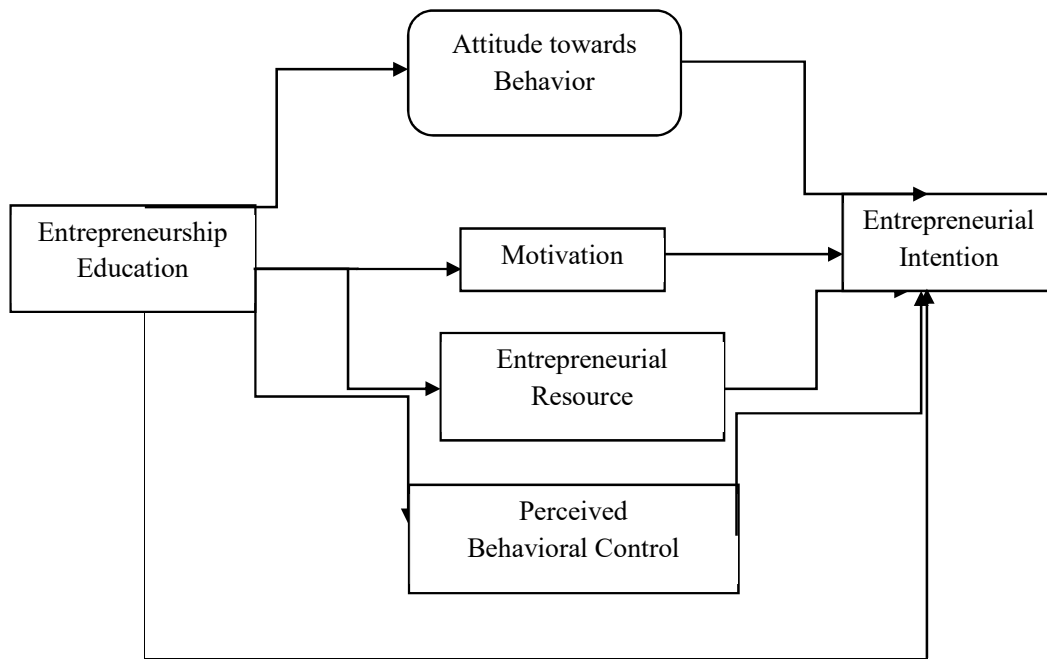 Attitude towards
Behavior
Entrepreneurship
Education
Motivation
Entrepreneurial
Intention
Entrepreneurial
Resource
Perceived
Behavioral Control